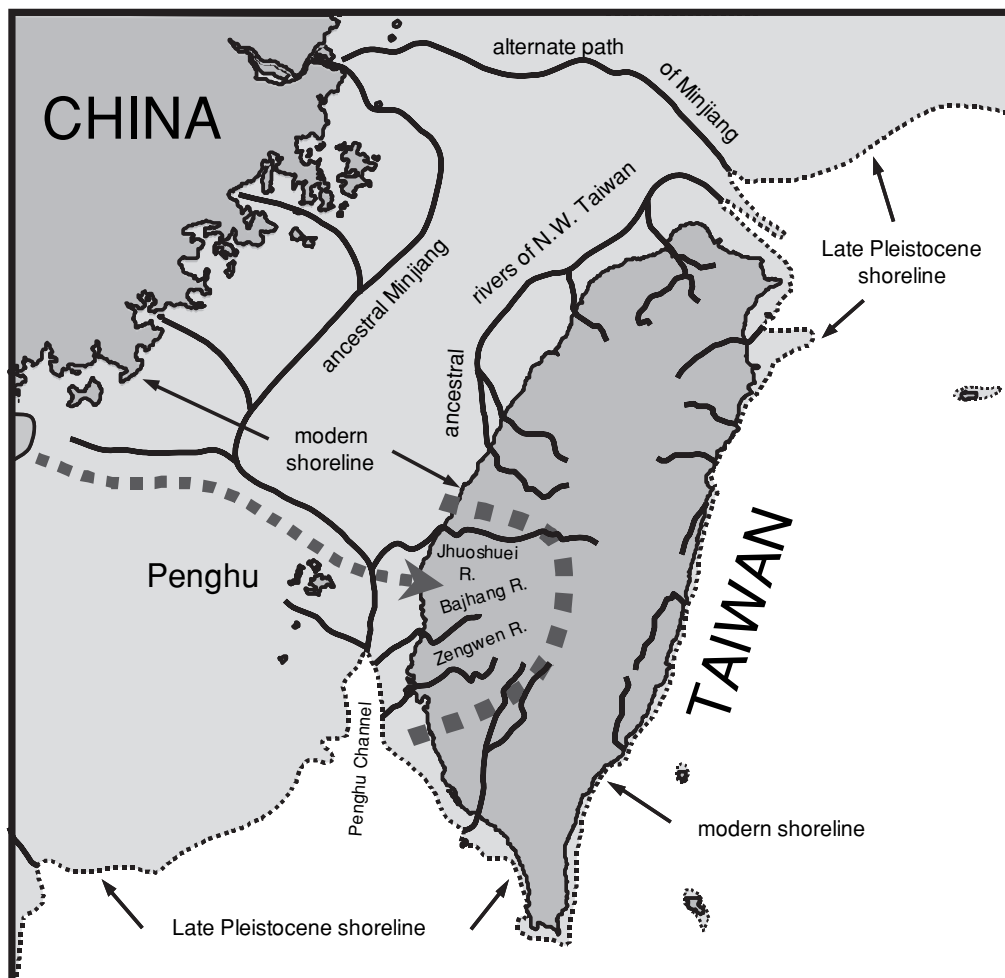 alternate path
of Minjiang
CHINA
rivers of N.W. Taiwan
Late Pleistocene
shoreline
ancestral Minjiang
ancestral
modern
shoreline
TAIWAN
Penghu
Jhuoshuei
R.
Bajhang R.
Zengwen R.
Penghu Channel
modern shoreline
Late Pleistocene shoreline